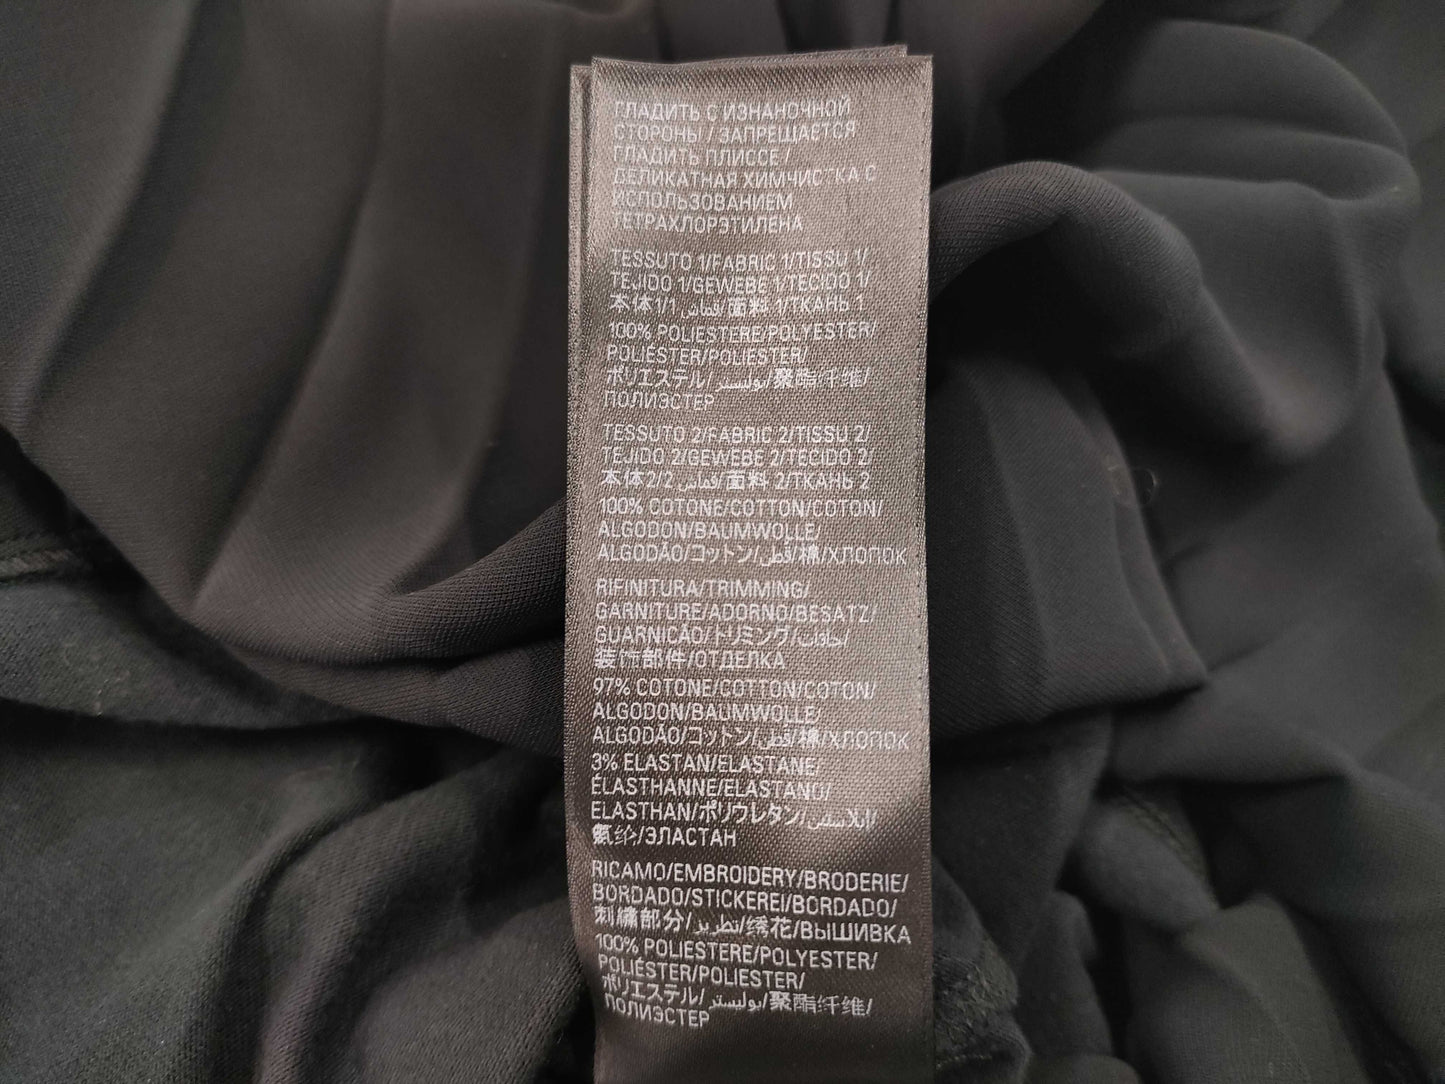 ГЛАДИТЬ С ИЗНАНОЧНОЙ
СТОРОНЫ / ЗАПРЕЩАЕТСЯ
ГЛАДИТЬ ПЛИССЕ /
ДЕЛИКАТНАЯ ХИМЧИСТКА С
ИСПОЛЬЗОВАНИЕМ
ТЕТРАХЛОРЭТИЛЕНА
TESSUTO 1/FABRIC 1/TISSU 1/
TEJIDO 1/GEWEBE 1/TECIDO 1/
本体1/1 قماش/面料 1/ТКАНЬ 1
100% POLIESTERE/POLYESTER/
POLIÉSTER/POLIESTER/
ポリエステル/بوليستر/聚酯纤维/
ПОЛИЭСТЕР
TESSUTO 2/FABRIC 2/TISSU 2/
TEJIDO 2/GEWEBE 2/TECIDO 2/
本体2/2 قماش/面料 2/ТКАНЬ 2
100% COTONE/COTTON/COTON/
ALGODON/BAUMWOLLE/
ALGODÃO/コットン/قطن/棉/ХЛОПОК
RIFINITURA/TRIMMING/
GARNITURE/ADORNO/BESATZ/
GUARNICÃO/トリミング/حافات/
装饰部件/ОТДЕЛКА
97% COTONE/COTTON/COTON/
ALGODON/BAUMWOLLE/
ALGODÃO/コットン/قطن/棉/ХЛОПОК
3% ELASTAN/ELASTANE/
ÉLASTHANNE/ELASTANO/
ELASTHAN/ポリウレタン/إيلاستين/
氨纶/ЭЛАСТАН
RICAMO/EMBROIDERY/BRODERIE/
BORDADO/STICKEREI/BORDADO/
刺繍部分/تطريز/绣花/ВЫШИВКА
100% POLIESTERE/POLYESTER/
POLIÉSTER/POLIESTER/
ポリエステル/بوليستر/聚酯纤维/
ПОЛИЭСТЕР